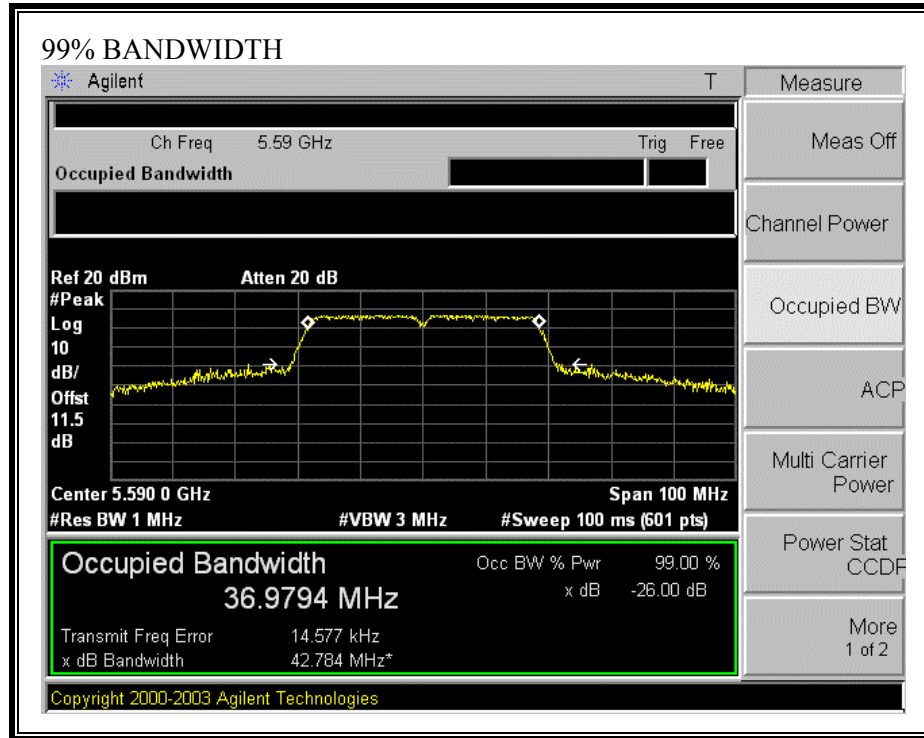 99% BANDWIDTH
Agilent T
Measure
Ch Freq 5.59 GHz Trig Free
Occupied Bandwidth
Meas Off
Channel Power
Ref 20 dBm Atten 20 dB
#Peak
Log
10
dB/
Offst
11.5
dB
Occupied BW
ACP
Multi Carrier
Power
Center 5.590 0 GHz Span 100 MHz
#Res BW 1 MHz #VBW 3 MHz #Sweep 100 ms (601 pts)
Power Stat
CCDF
Occupied Bandwidth Occ BW % Pwr 99.00 %
36.9794 MHz x dB -26.00 dB
Transmit Freq Error 14.577 kHz
x dB Bandwidth 42.784 MHz*
More
1 of 2
Copyright 2000-2003 Agilent Technologies